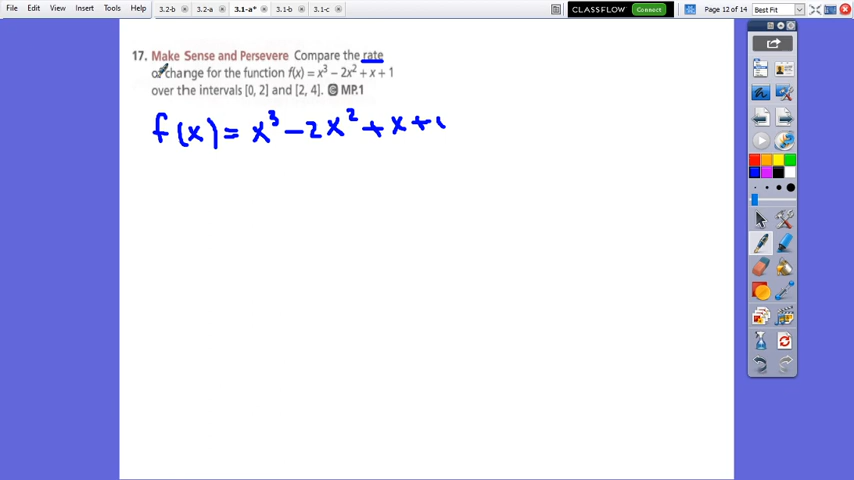 File Edit View Insert Tools Help 3.2-b 3.2-a 3.1-a* 3.1-b 3.1-c CLASSFLOW Connect Page 12 of 14 Best Fit
17. Make Sense and Persevere Compare the rate
of change for the function f(x) = x³ − 2x² + x + 1
over the intervals [0, 2] and [2, 4]. MP.1
f(x) = x³ − 2x² + x + 1